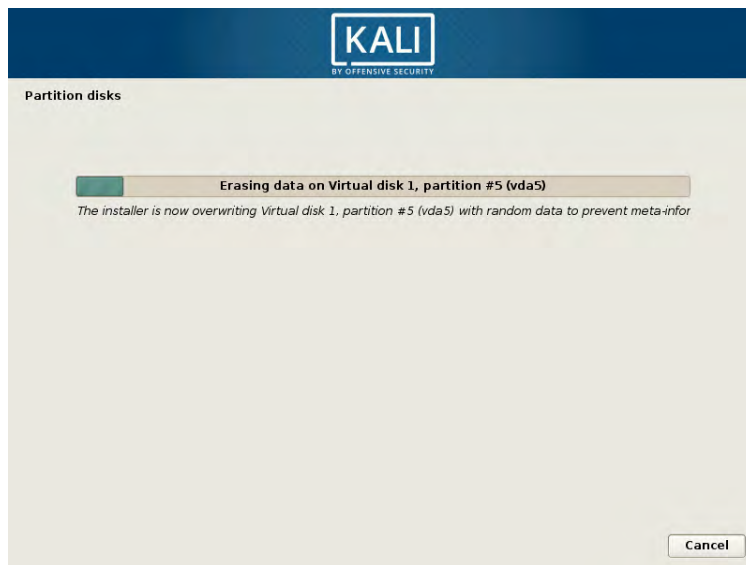 KALI
BY OFFENSIVE SECURITY
Partition disks
Erasing data on Virtual disk 1, partition #5 (vda5)
The installer is now overwriting Virtual disk 1, partition #5 (vda5) with random data to prevent meta-infor
Cancel